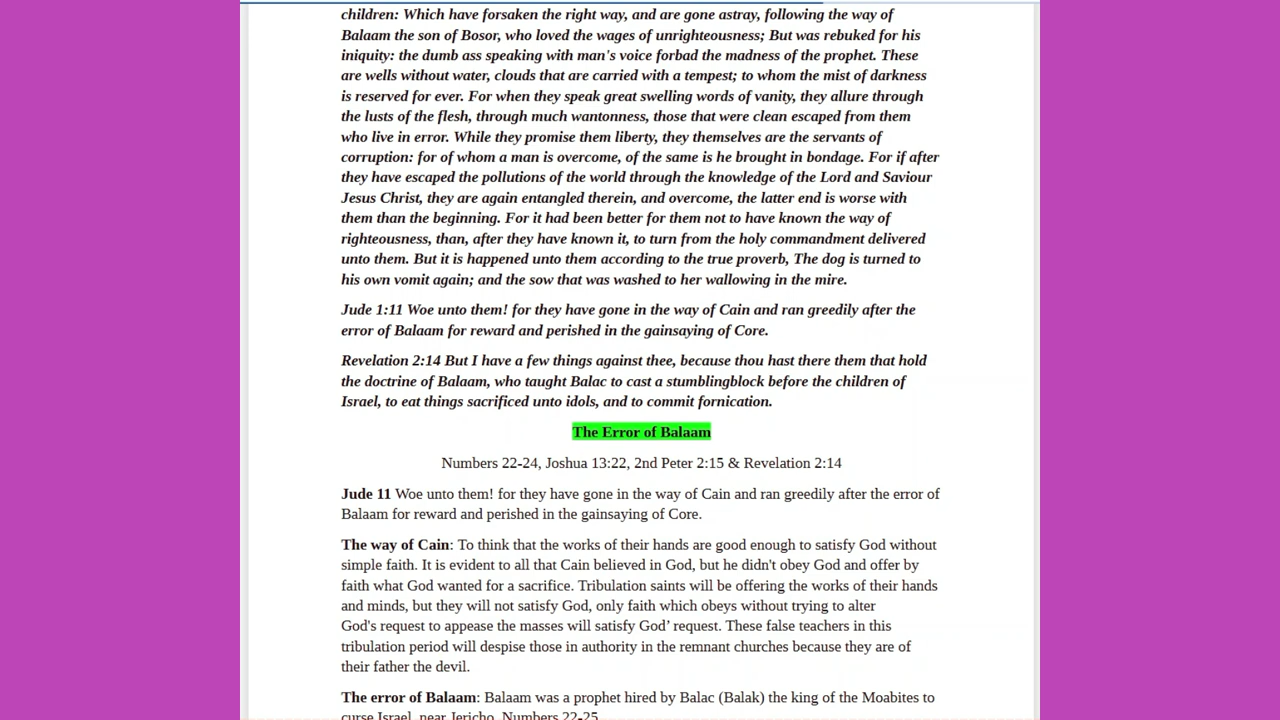 children: Which have forsaken the right way, and are gone astray, following the way of
Balaam the son of Bosor, who loved the wages of unrighteousness; But was rebuked for his
iniquity: the dumb ass speaking with man's voice forbad the madness of the prophet. These
are wells without water, clouds that are carried with a tempest; to whom the mist of darkness
is reserved for ever. For when they speak great swelling words of vanity, they allure through
the lusts of the flesh, through much wantonness, those that were clean escaped from them
who live in error. While they promise them liberty, they themselves are the servants of
corruption: for of whom a man is overcome, of the same is he brought in bondage. For if after
they have escaped the pollutions of the world through the knowledge of the Lord and Saviour
Jesus Christ, they are again entangled therein, and overcome, the latter end is worse with
them than the beginning. For it had been better for them not to have known the way of
righteousness, than, after they have known it, to turn from the holy commandment delivered
unto them. But it is happened unto them according to the true proverb, The dog is turned to
his own vomit again; and the sow that was washed to her wallowing in the mire.
Jude 1:11 Woe unto them! for they have gone in the way of Cain and ran greedily after the
error of Balaam for reward and perished in the gainsaying of Core.
Revelation 2:14 But I have a few things against thee, because thou hast there them that hold
the doctrine of Balaam, who taught Balac to cast a stumblingblock before the children of
Israel, to eat things sacrificed unto idols, and to commit fornication.
The Error of Balaam
Numbers 22-24, Joshua 13:22, 2nd Peter 2:15 & Revelation 2:14
Jude 11 Woe unto them! for they have gone in the way of Cain and ran greedily after the error of
Balaam for reward and perished in the gainsaying of Core.
The way of Cain: To think that the works of their hands are good enough to satisfy God without
simple faith. It is evident to all that Cain believed in God, but he didn't obey God and offer by
faith what God wanted for a sacrifice. Tribulation saints will be offering the works of their hands
and minds, but they will not satisfy God, only faith which obeys without trying to alter
God's request to appease the masses will satisfy God’ request. These false teachers in this
tribulation period will despise those in authority in the remnant churches because they are of
their father the devil.
The error of Balaam: Balaam was a prophet hired by Balac (Balak) the king of the Moabites to
curse Israel, near Jericho, Numbers 22-25